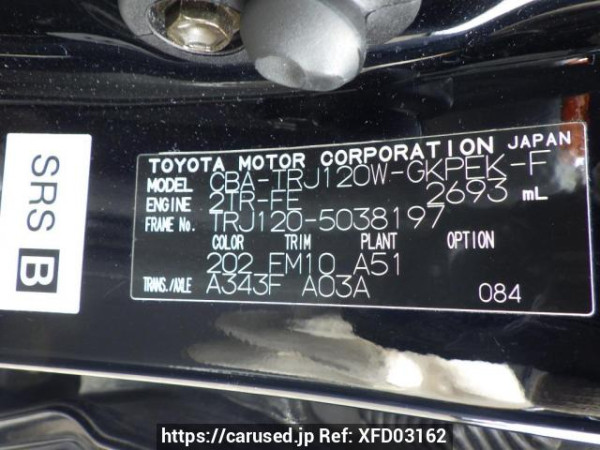 SRS B
TOYOTA MOTOR CORPORATION JAPAN
MODEL CBA-TRJ120W-GKPEK-F
ENGINE 2TR-FE 2693 mL
FRAME No. TRJ120-5038197
COLOR TRIM PLANT OPTION
202 FM10 A51
TRANS./AXLE A343F A03A 084
https://carused.jp Ref: XFD03162